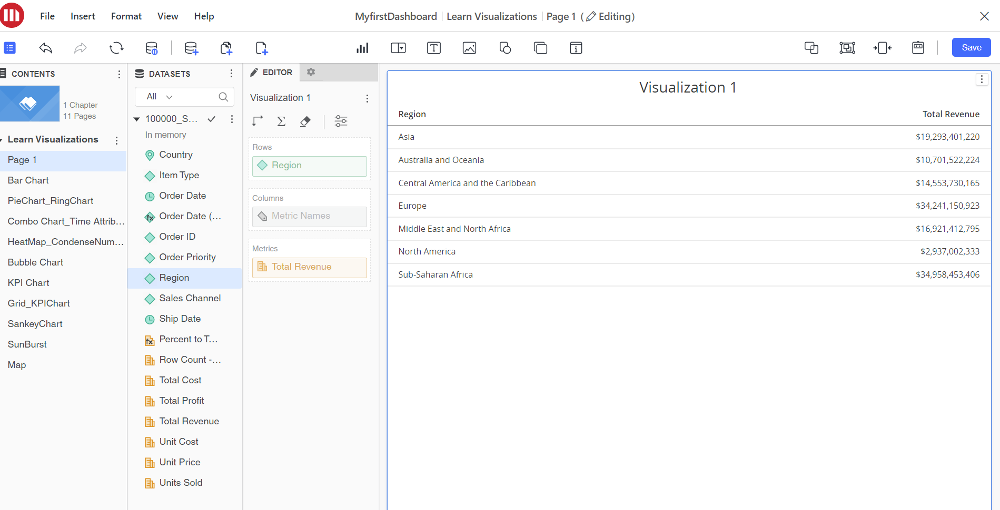 File Insert Format View Help
MyfirstDashboard | Learn Visualizations | Page 1 ( Editing)
Save
CONTENTS
1 Chapter
11 Pages
Learn Visualizations
Page 1
Bar Chart
PieChart_RingChart
Combo Chart_Time Attrib...
HeatMap_CondenseNum...
Bubble Chart
KPI Chart
Grid_KPIChart
SankeyChart
SunBurst
Map
DATASETS
All
100000_S...
In memory
Country
Item Type
Order Date
Order Date (...
Order ID
Order Priority
Region
Sales Channel
Ship Date
Percent to T...
Row Count -...
Total Cost
Total Profit
Total Revenue
Unit Cost
Unit Price
Units Sold
EDITOR
Visualization 1
Rows
Region
Columns
Metric Names
Metrics
Total Revenue
Visualization 1
Region Total Revenue
Asia $19,293,401,220
Australia and Oceania $10,701,522,224
Central America and the Caribbean $14,553,730,165
Europe $34,241,150,923
Middle East and North Africa $16,921,412,795
North America $2,937,002,333
Sub-Saharan Africa $34,958,453,406